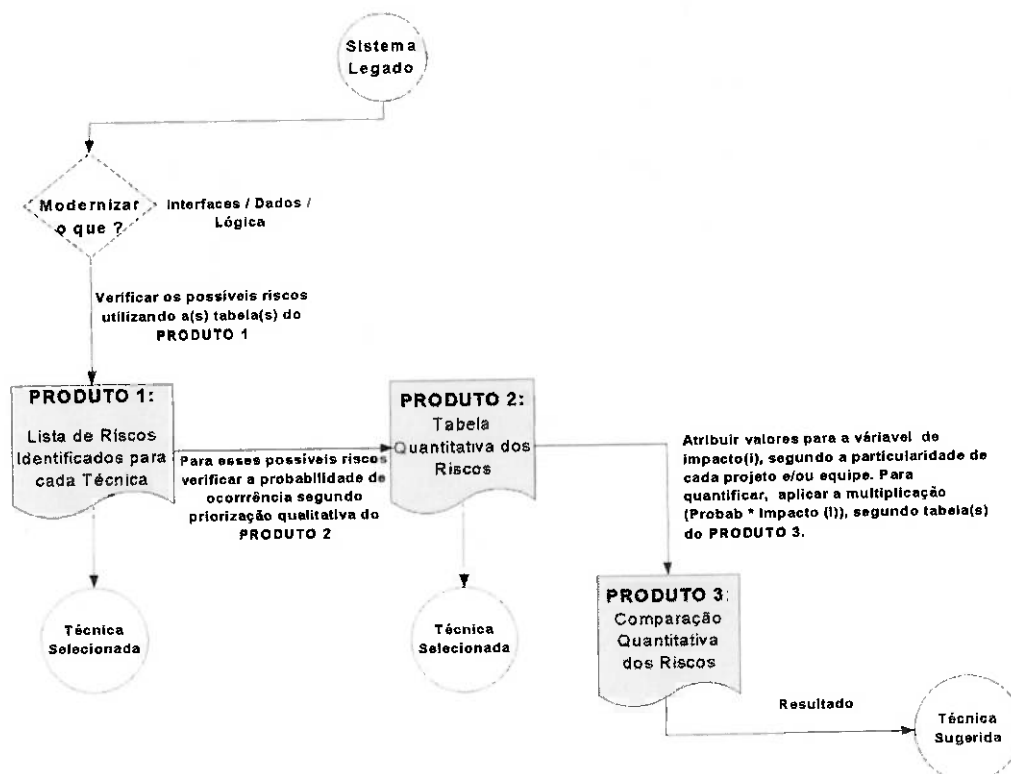 Sistema
Legado
Modernizar
o que ?
Interfaces / Dados /
Lógica
Verificar os possíveis riscos
utilizando a(s) tabela(s) do
PRODUTO 1
PRODUTO 1:
Lista de Riscos
Identificados para
cada Técnica
Para esses possíveis riscos
verificar a probabilidade de
ocorrrência segundo
priorização qualitativa do
PRODUTO 2
PRODUTO 2:
Tabela
Quantitativa dos
Riscos
Atribuir valores para a váriavel de
impacto(i), segundo a particularidade de
cada projeto e/ou equipe. Para
quantificar, aplicar a multiplicação
(Probab * Impacto (i)), segundo tabela(s)
do PRODUTO 3.
Técnica
Selecionada
Técnica
Selecionada
PRODUTO 3:
Comparação
Quantitativa
dos Riscos
Resultado
Técnica
Sugerida